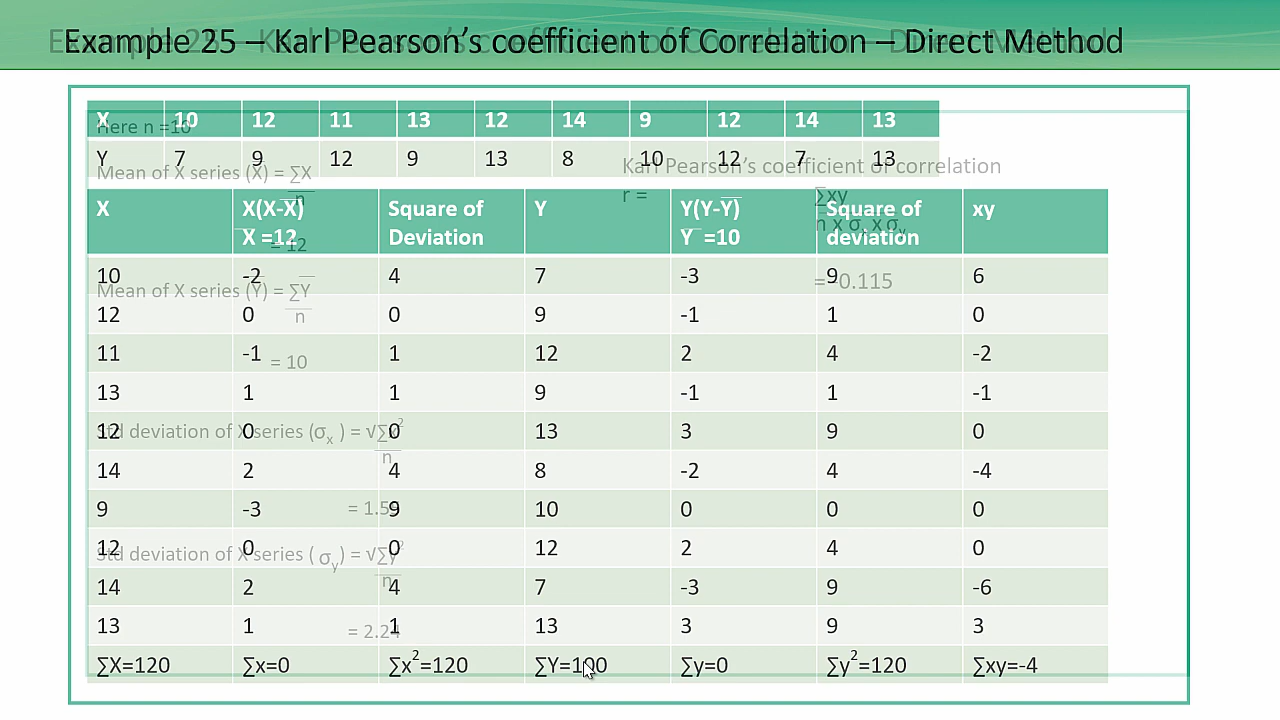 Example 25 – Karl Pearson's coefficient of Correlation – Direct Method
X 10 12 11 13 12 14 9 12 14 13
Y 7 9 12 9 13 8 10 12 7 13
X X(X-X̅) Square of Y Y(Y-Y̅) Square of xy
X̅ =12 Deviation Y̅ =10 deviation
10 -2 4 7 -3 9 6
12 0 0 9 -1 1 0
11 -1 1 12 2 4 -2
13 1 1 9 -1 1 -1
12 0 0 13 3 9 0
14 2 4 8 -2 4 -4
9 -3 9 10 0 0 0
12 0 0 12 2 4 0
14 2 4 7 -3 9 -6
13 1 1 13 3 9 3
∑X=120 ∑x=0 ∑x²=120 ∑Y=100 ∑y=0 ∑y²=120 ∑xy=-4
Here n =10
Mean of X series (X̅) = ∑X
n
= 12
Mean of X series (Y̅) = ∑Y
n
= 10
Std deviation of X series (σx ) = √∑x²
n
Std deviation of X series ( σy) = √∑y²
n
= 2.24
Karl Pearson's coefficient of correlation
r = ∑xy
n x σx x σy